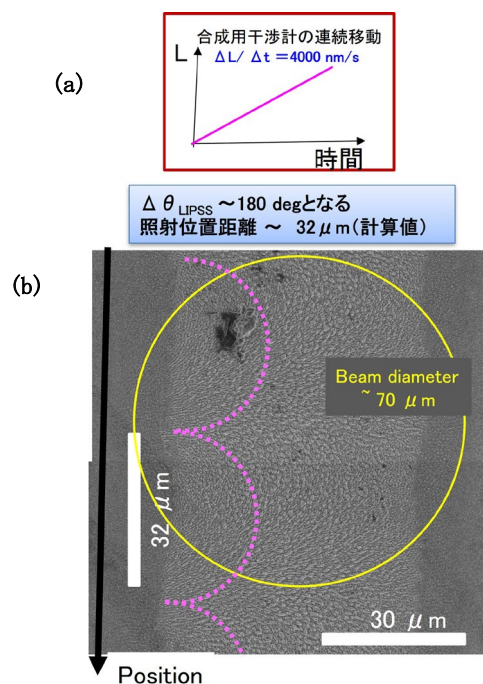 (a)
合成用干渉計の連続移動
L
ΔL/ Δt =4000 nm/s
時間
Δ θ LIPSS ~180 degとなる
照射位置距離 ~ 32 μm(計算値)
(b)
Beam diameter
~ 70 μm
32 μm
30 μm
Position